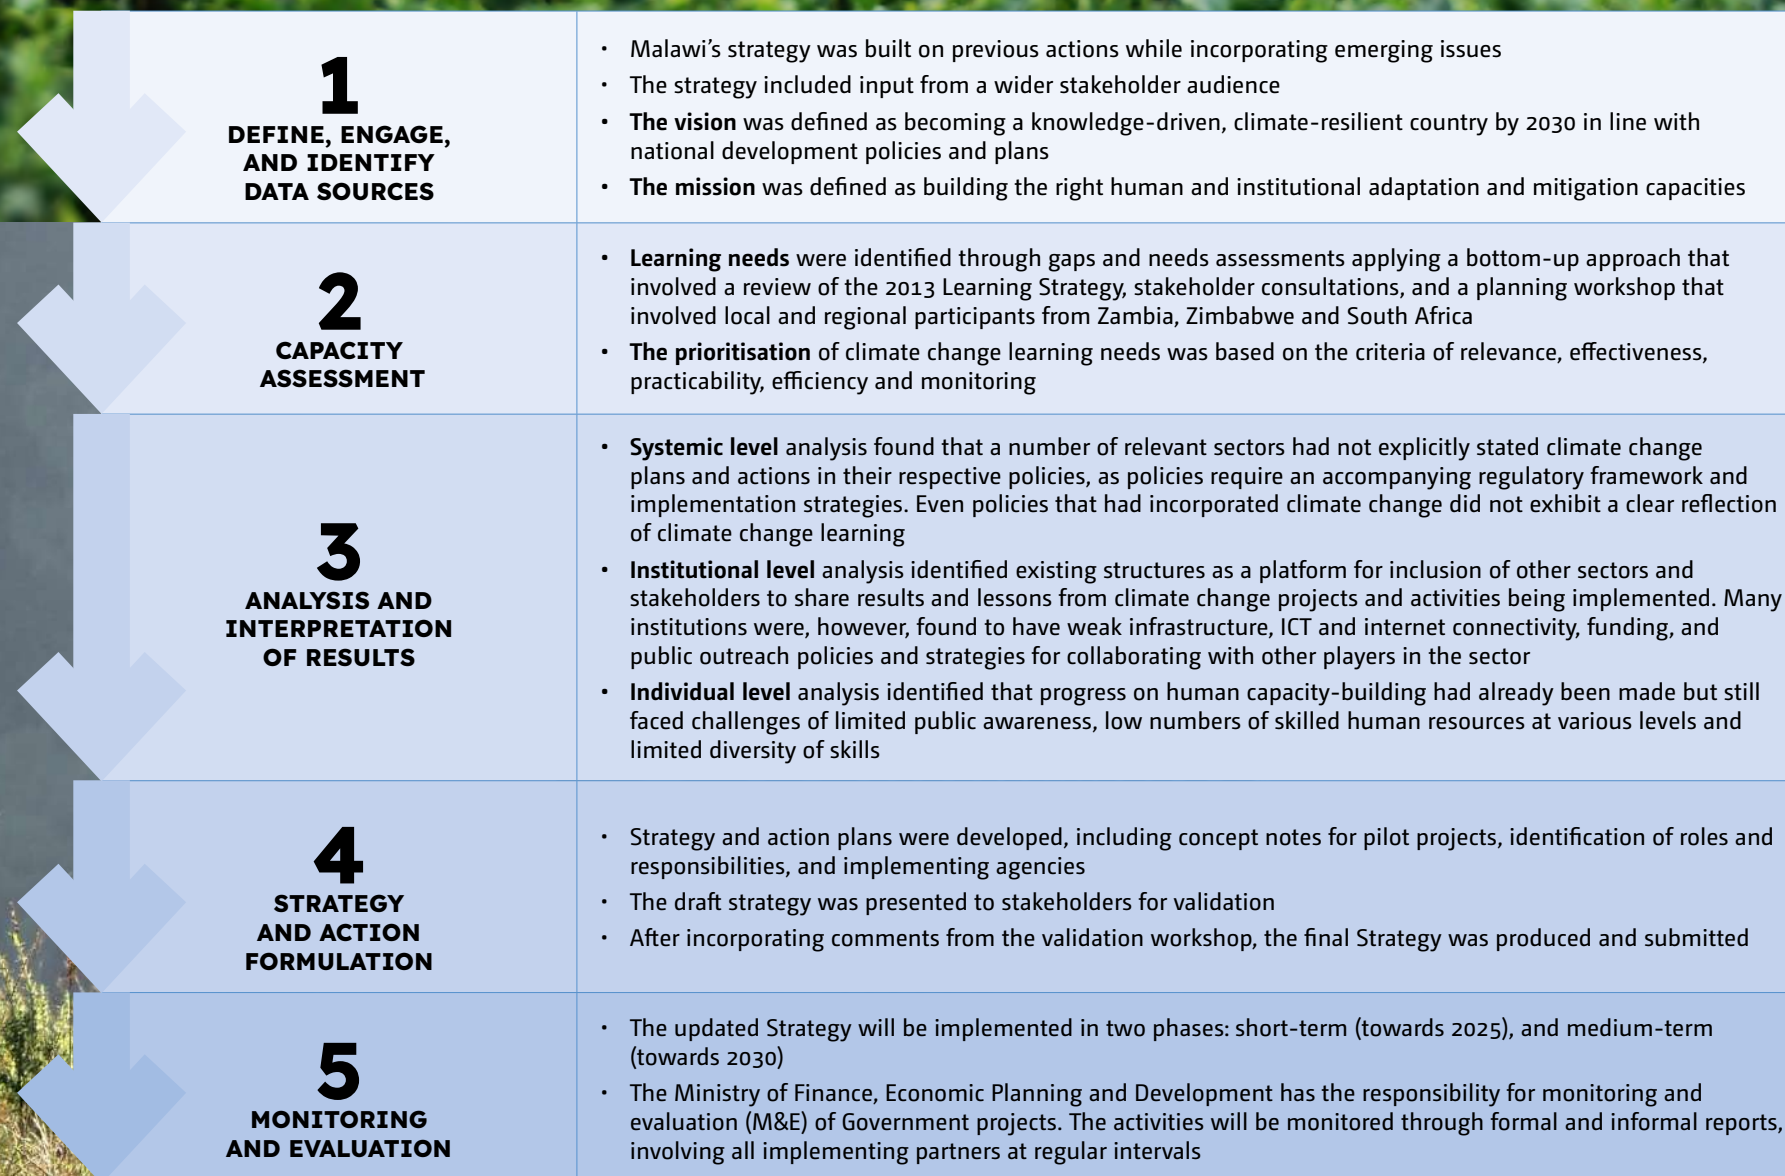 1
DEFINE, ENGAGE,
AND IDENTIFY
DATA SOURCES
• Malawi’s strategy was built on previous actions while incorporating emerging issues
• The strategy included input from a wider stakeholder audience
• The vision was defined as becoming a knowledge-driven, climate-resilient country by 2030 in line with
national development policies and plans
• The mission was defined as building the right human and institutional adaptation and mitigation capacities
2
CAPACITY
ASSESSMENT
• Learning needs were identified through gaps and needs assessments applying a bottom-up approach that
involved a review of the 2013 Learning Strategy, stakeholder consultations, and a planning workshop that
involved local and regional participants from Zambia, Zimbabwe and South Africa
• The prioritisation of climate change learning needs was based on the criteria of relevance, effectiveness,
practicability, efficiency and monitoring
3
ANALYSIS AND
INTERPRETATION
OF RESULTS
• Systemic level analysis found that a number of relevant sectors had not explicitly stated climate change
plans and actions in their respective policies, as policies require an accompanying regulatory framework and
implementation strategies. Even policies that had incorporated climate change did not exhibit a clear reflection
of climate change learning
• Institutional level analysis identified existing structures as a platform for inclusion of other sectors and
stakeholders to share results and lessons from climate change projects and activities being implemented. Many
institutions were, however, found to have weak infrastructure, ICT and internet connectivity, funding, and
public outreach policies and strategies for collaborating with other players in the sector
• Individual level analysis identified that progress on human capacity-building had already been made but still
faced challenges of limited public awareness, low numbers of skilled human resources at various levels and
limited diversity of skills
4
STRATEGY
AND ACTION
FORMULATION
• Strategy and action plans were developed, including concept notes for pilot projects, identification of roles and
responsibilities, and implementing agencies
• The draft strategy was presented to stakeholders for validation
• After incorporating comments from the validation workshop, the final Strategy was produced and submitted
5
MONITORING
AND EVALUATION
• The updated Strategy will be implemented in two phases: short-term (towards 2025), and medium-term
(towards 2030)
• The Ministry of Finance, Economic Planning and Development has the responsibility for monitoring and
evaluation (M&E) of Government projects. The activities will be monitored through formal and informal reports,
involving all implementing partners at regular intervals